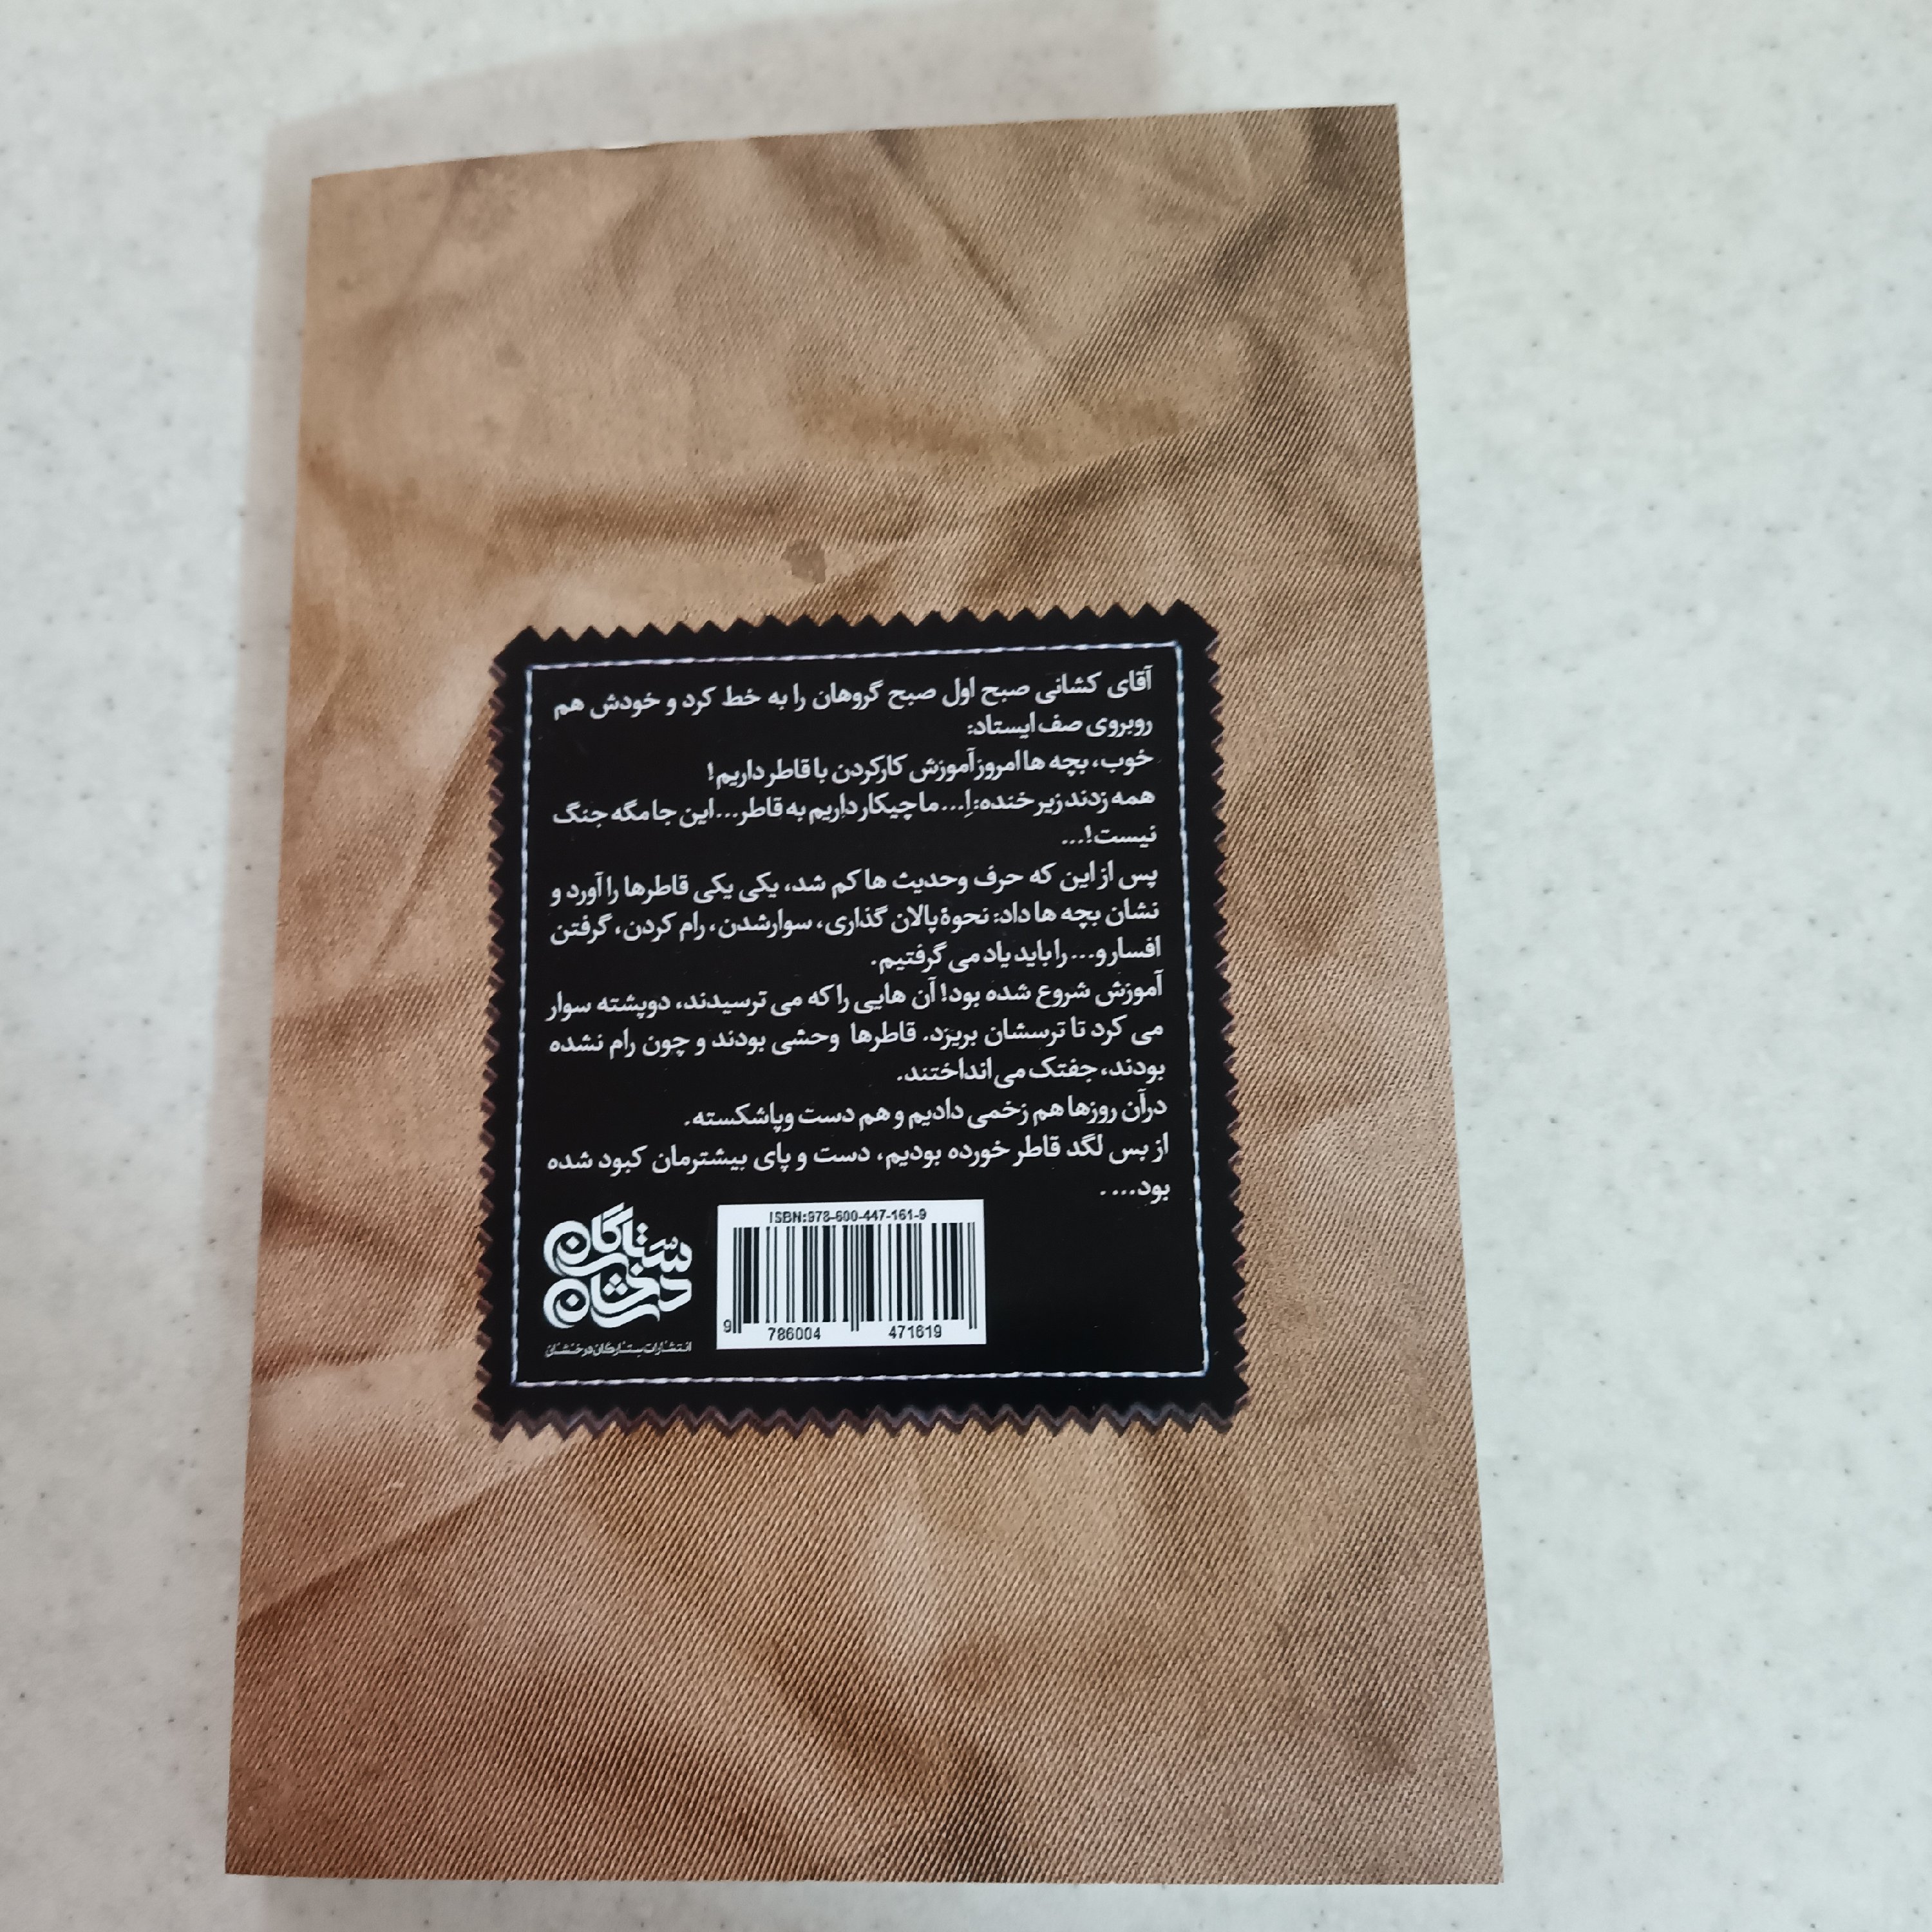 آقای کشانی صبح اول صبح گروهان را به خط کرد و خودش هم
روبروی صف ایستاد:
خوب، بچه ها امروز آموزش کارکردن با قاطر داریم!
همه زدند زیر خنده: اِ... ما چیکار داریم به قاطر... این جا مگه جنگ
نیست!...
پس از این که حرف وحدیث ها کم شد، یکی یکی قاطرها را آورد و
نشان بچه ها داد: نحوۀ پالان گذاری، سوارشدن، رام کردن، گرفتن
افسار و... را باید یاد می گرفتیم.
آموزش شروع شده بود! آن هایی را که می ترسیدند، دوپشته سوار
می کرد تا ترسشان بریزد. قاطرها وحشی بودند و چون رام نشده
بودند، جفتک می انداختند.
درآن روزها هم زخمی دادیم و هم دست وپاشکسته.
از بس لگد قاطر خورده بودیم، دست و پای بیشترمان کبود شده
بود... .
ISBN:978-600-447-161-9
9 786004 471619
ستارگان
درخشان
انتشارات ستارگان درخشان